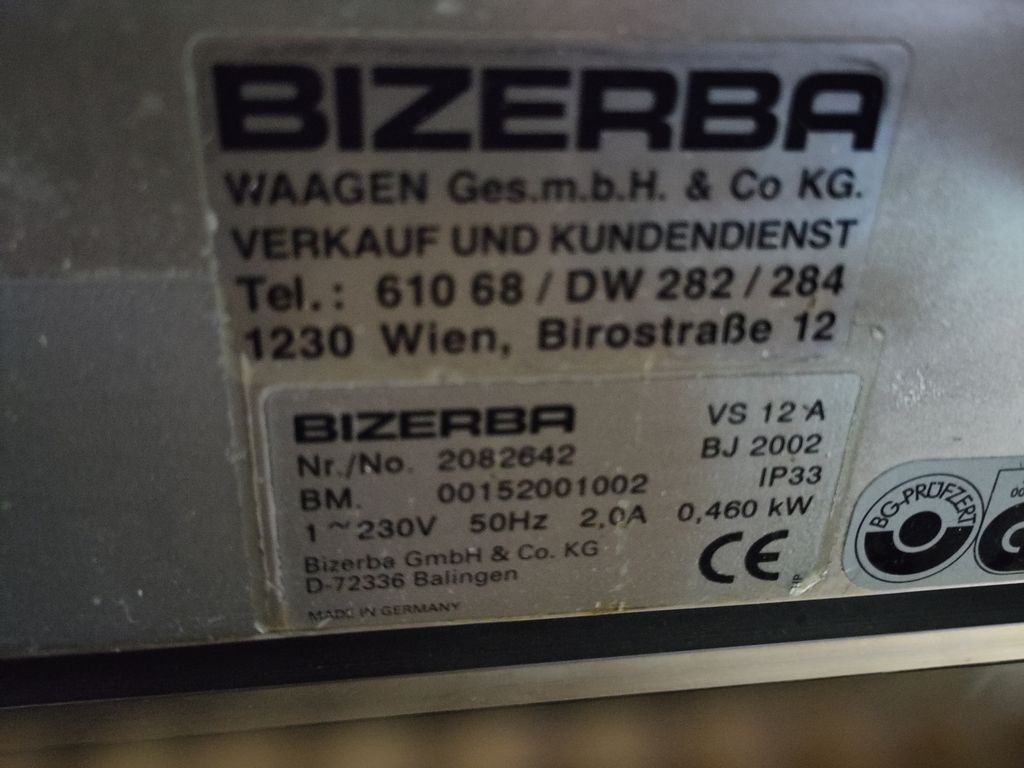 BIZERBA
WAAGEN Ges.m.b.H. & Co KG.
VERKAUF UND KUNDENDIENST
Tel.: 610 68 / DW 282 / 284
1230 Wien, Birostraße 12
BIZERBA VS 12 A
Nr./No. 2082642 BJ 2002
BM. 00152001002 IP33
1 ~ 230V 50Hz 2,0A 0,460 kW
Bizerba GmbH & Co. KG
D-72336 Balingen
CE
MADE IN GERMANY
BG-PRÜFZERT